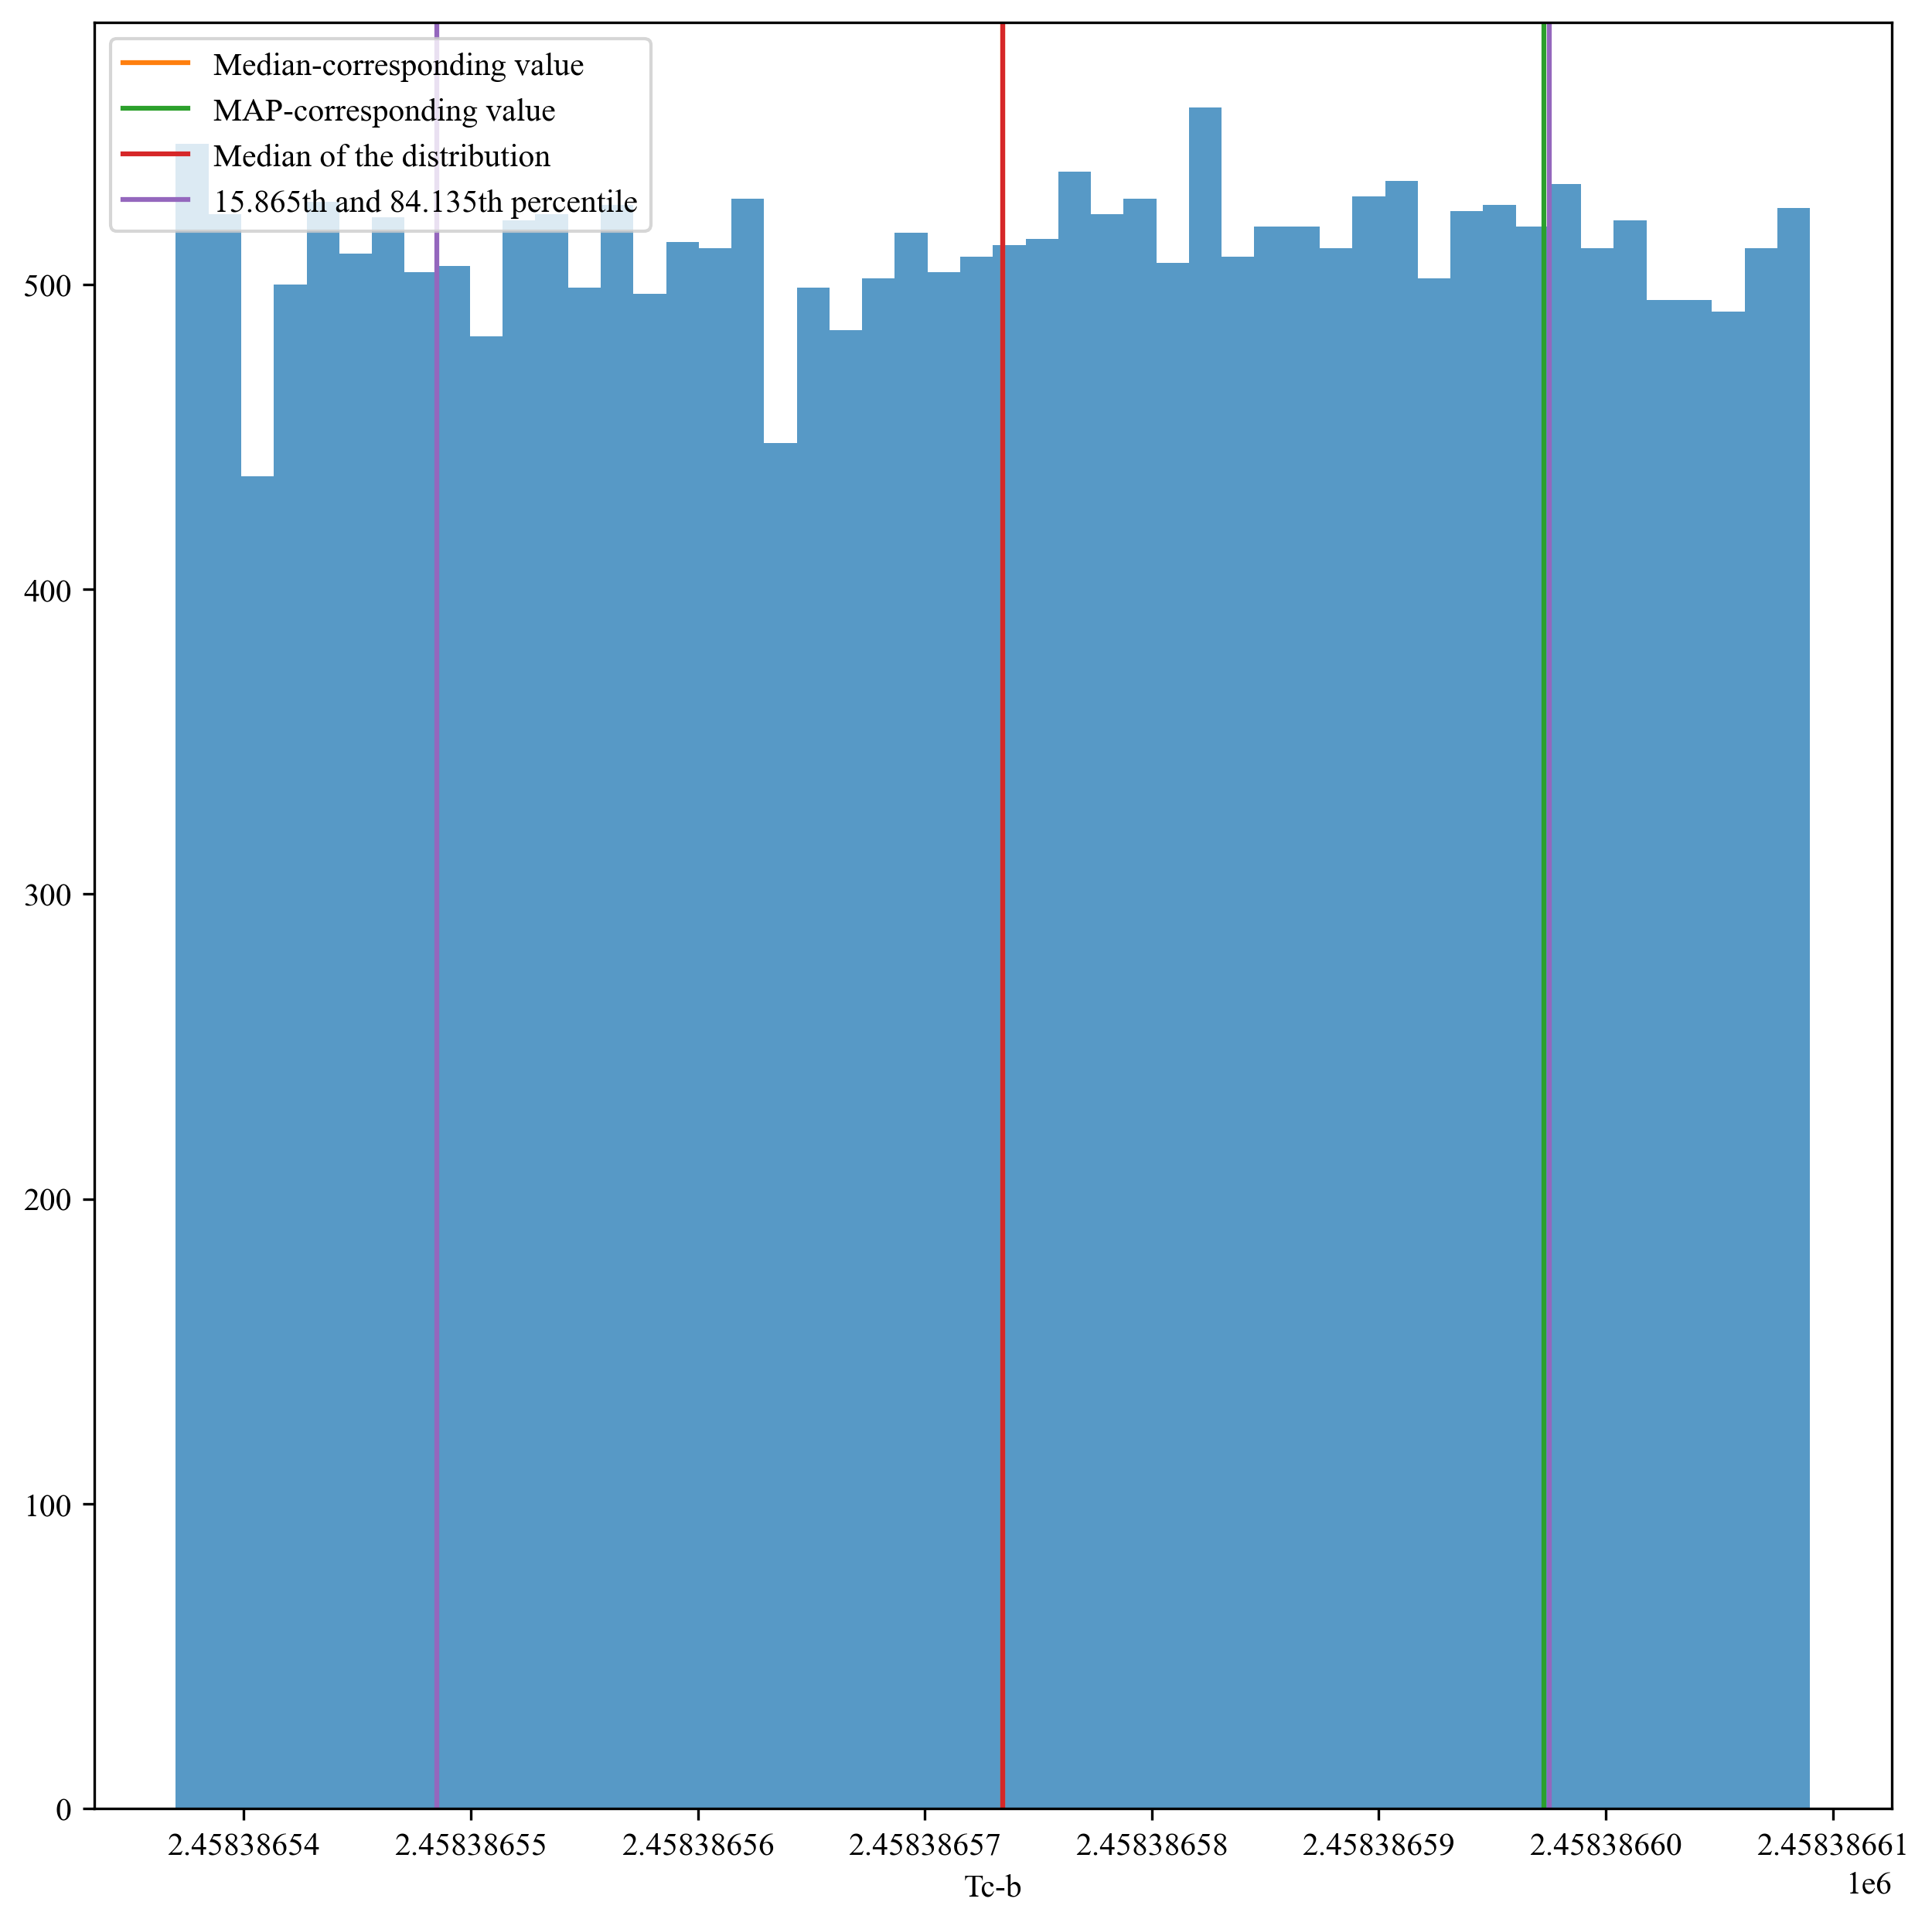 Median-corresponding value
MAP-corresponding value
Median of the distribution
15.865th and 84.135th percentile
500
400
300
200
100
0
2.45838654 2.45838655 2.45838656 2.45838657 2.45838658 2.45838659 2.45838660 2.45838661
Tc-b
1e6